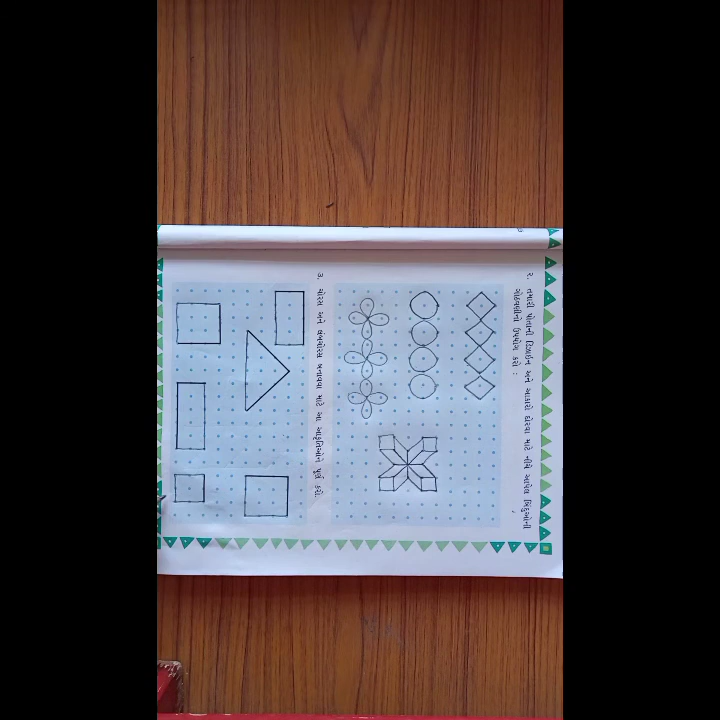 ૨. તમારી પોતાની ડિઝાઈન અને આકારો દોરવા માટે નીચે આપેલ બિંદુઓની
ગોઠવણીનો ઉપયોગ કરો :
૩. ચોરસ અને લંબચોરસ બનાવવા માટે આ આકૃતિઓને પૂર્ણ કરો.